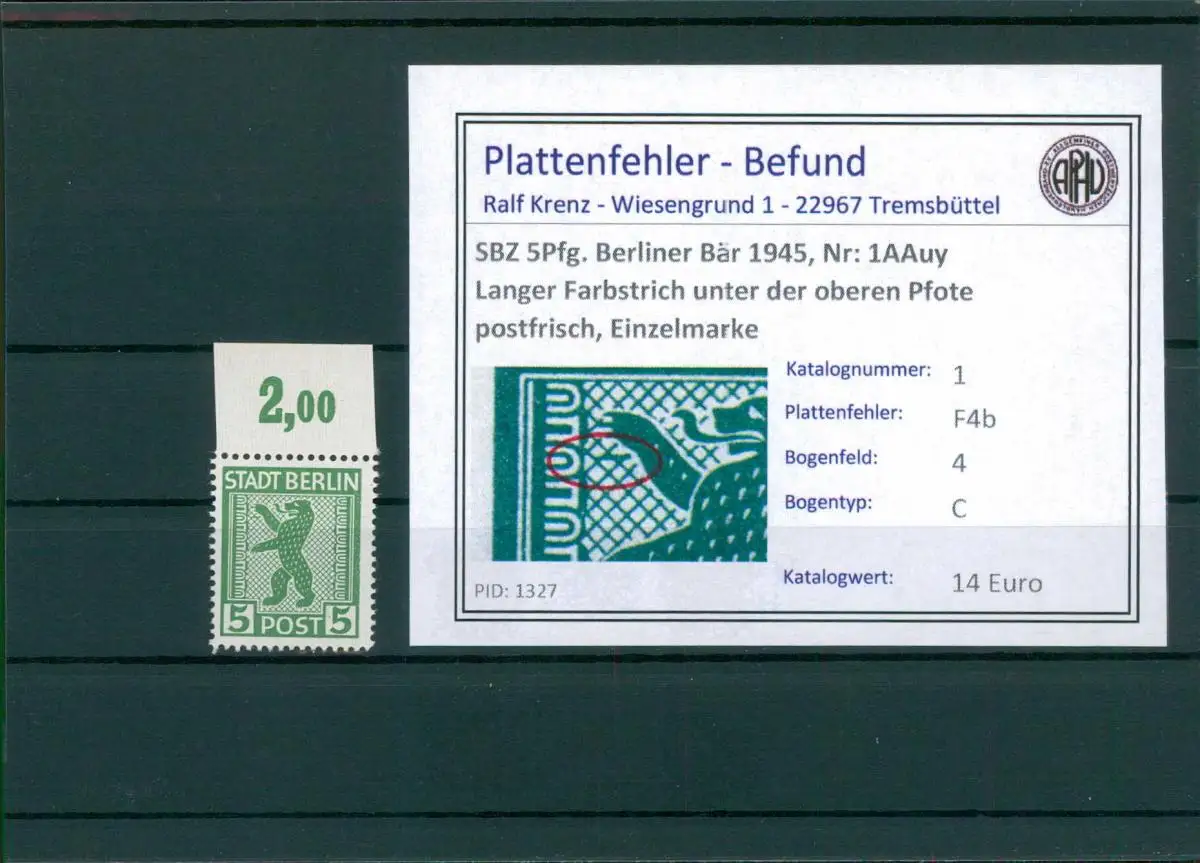 2,00
STADT BERLIN
5 POST 5
Plattenfehler - Befund
Ralf Krenz - Wiesengrund 1 - 22967 Tremsbüttel
APHV
SBZ 5Pfg. Berliner Bär 1945, Nr: 1AAuy
Langer Farbstrich unter der oberen Pfote
postfrisch, Einzelmarke
Katalognummer: 1
Plattenfehler: F4b
Bogenfeld: 4
Bogentyp: C
Katalogwert: 14 Euro
PID: 1327